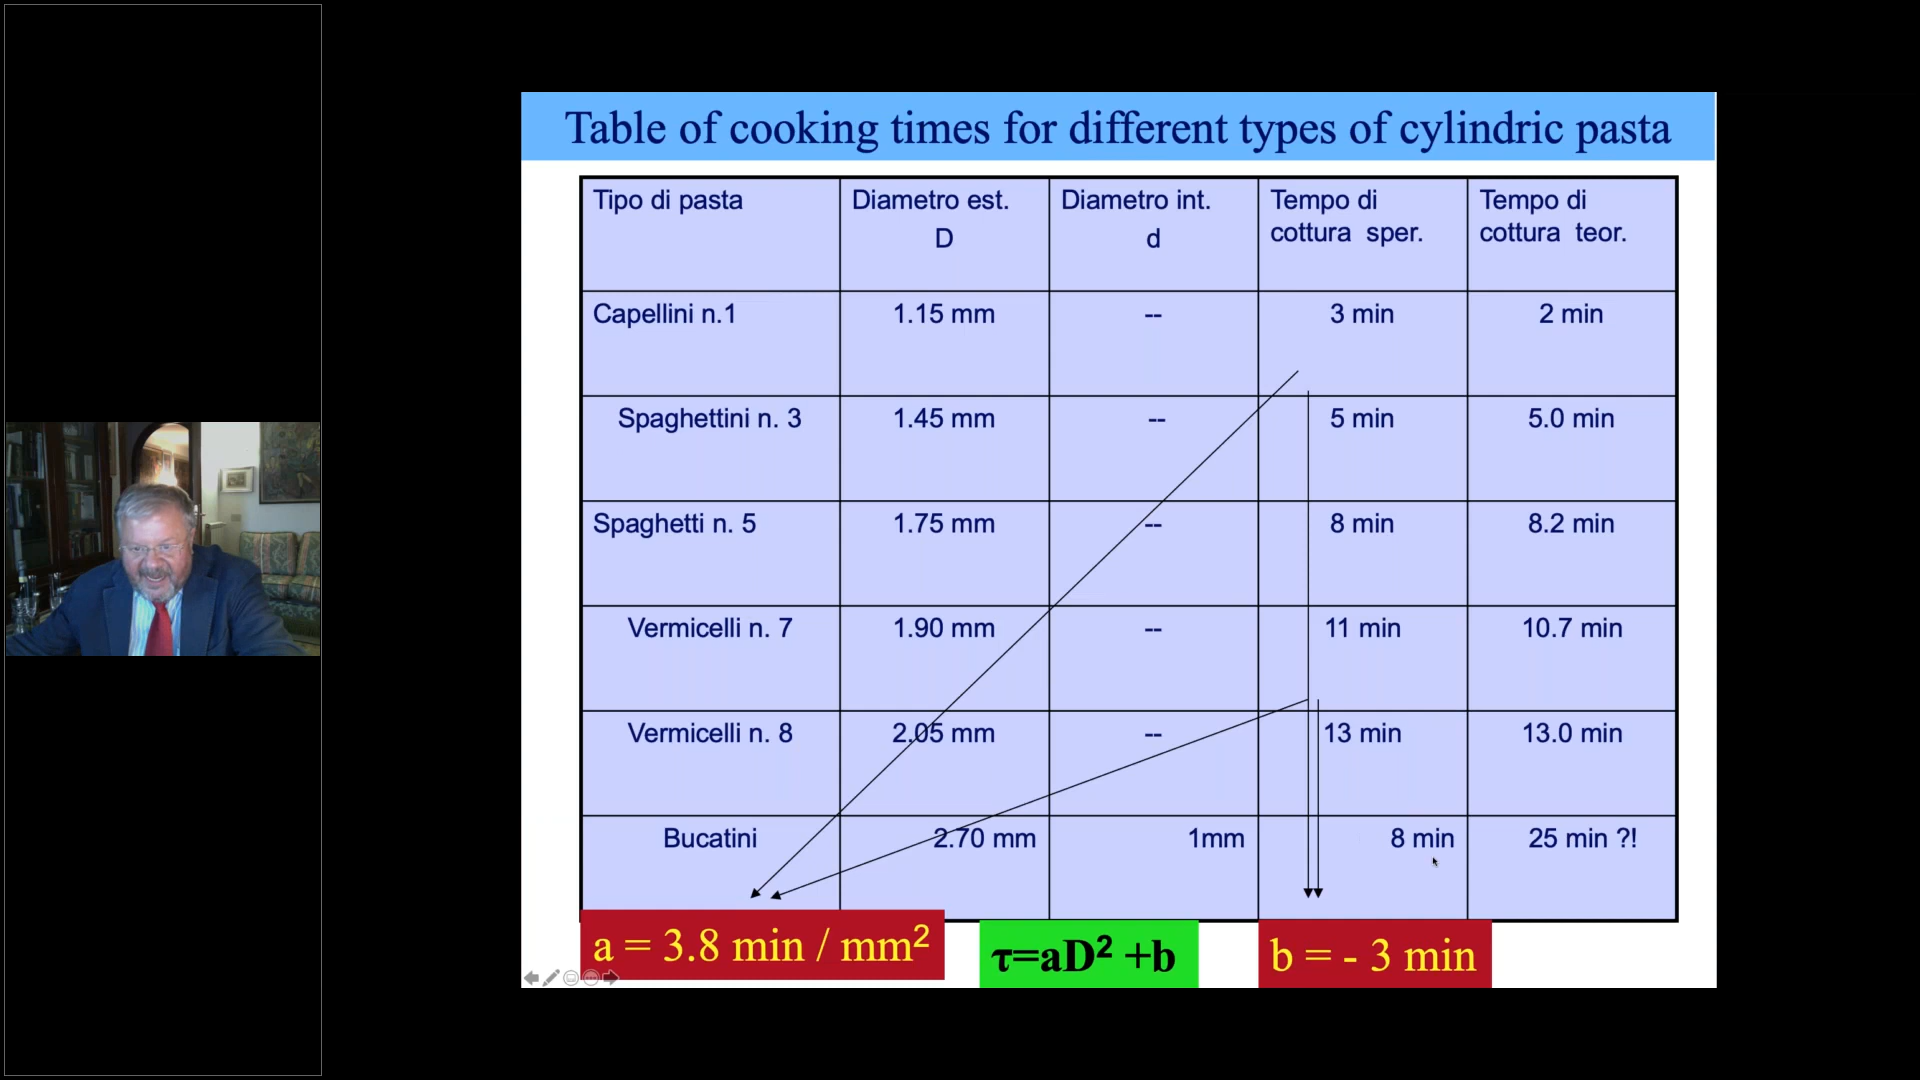 Table of cooking times for different types of cylindric pasta
Tipo di pasta
Diametro est.
D
Diametro int.
d
Tempo di
cottura sper.
Tempo di
cottura teor.
Capellini n.1
1.15 mm
--
3 min
2 min
Spaghettini n. 3
1.45 mm
--
5 min
5.0 min
Spaghetti n. 5
1.75 mm
--
8 min
8.2 min
Vermicelli n. 7
1.90 mm
--
11 min
10.7 min
Vermicelli n. 8
2.05 mm
--
13 min
13.0 min
Bucatini
2.70 mm
1mm
8 min
25 min ?!
a = 3.8 min / mm²
τ=aD² +b
b = - 3 min